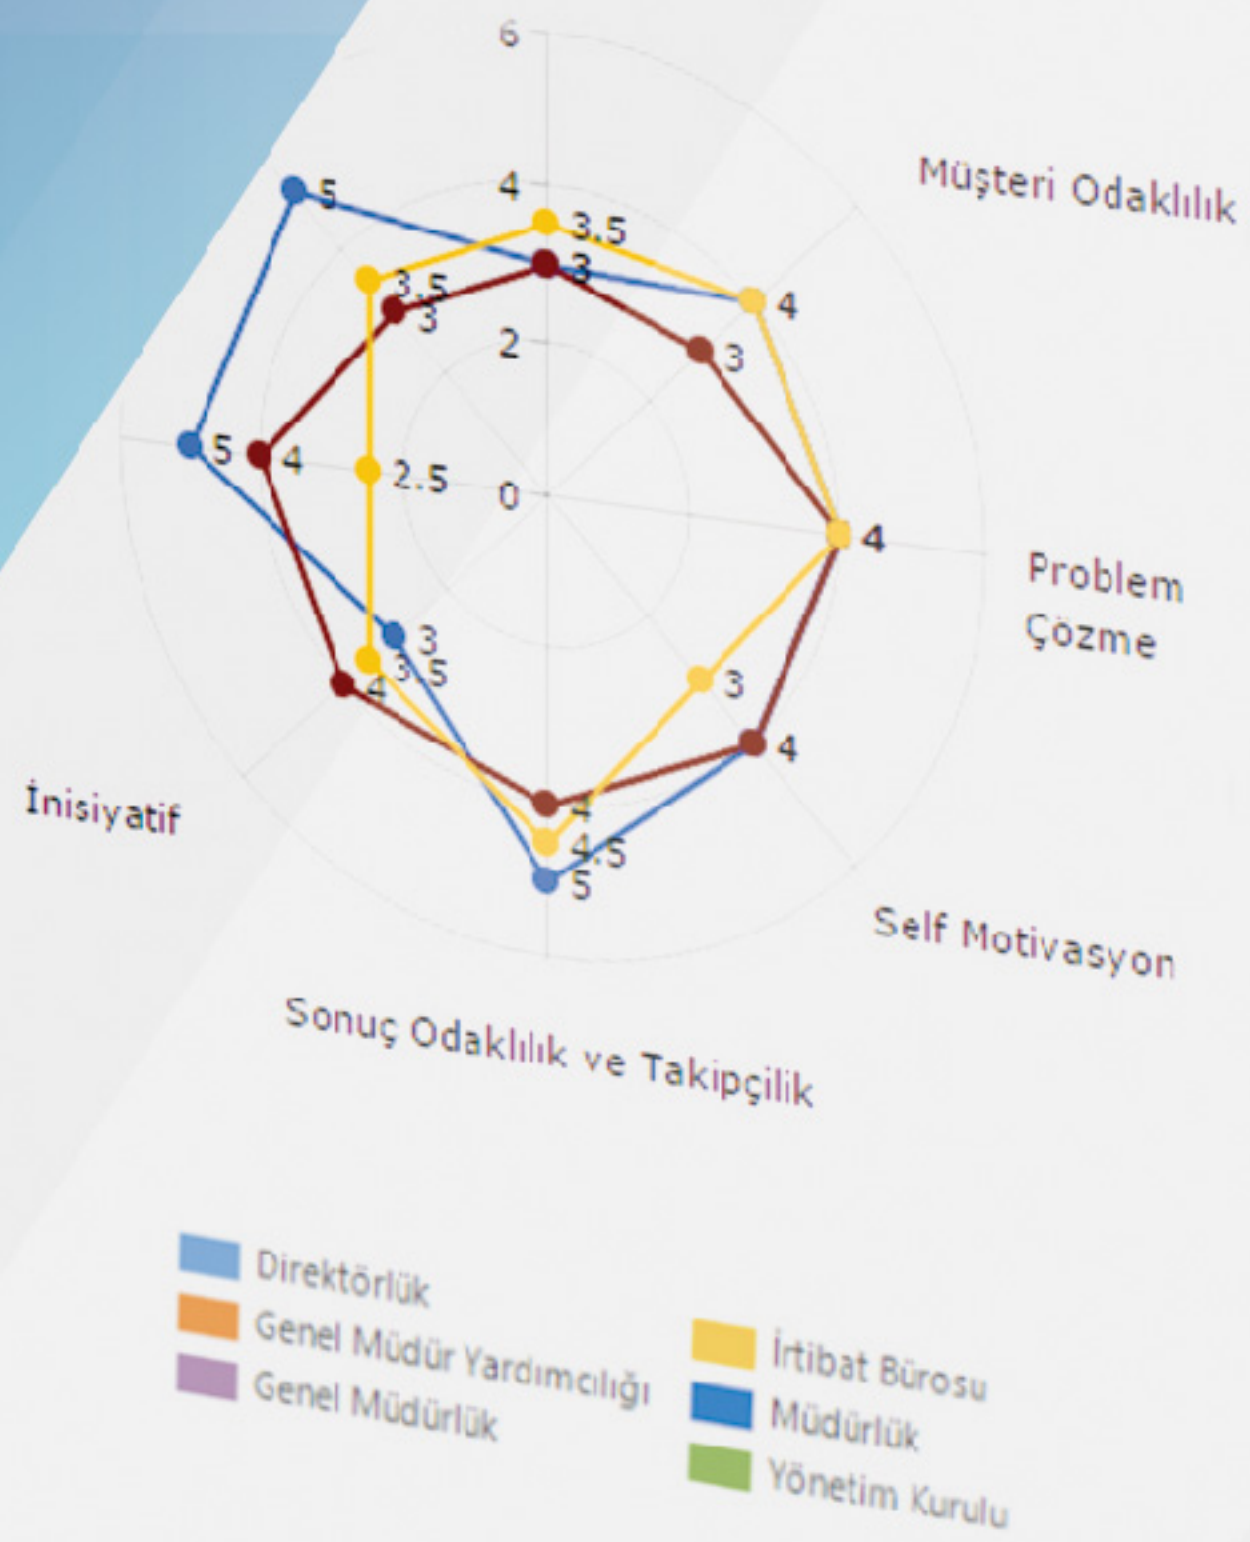 6
4
2
0
5
3.5
3
3.5
3
4
3
5
4
2.5
4
3
4
3
3.5
4
4
4.5
5
Müşteri Odaklılık
Problem
Çözme
Self Motivasyon
İnisiyatif
Sonuç Odaklılık ve Takipçilik
Direktörlük
Genel Müdür Yardımcılığı
Genel Müdürlük
İrtibat Bürosu
Müdürlük
Yönetim Kurulu